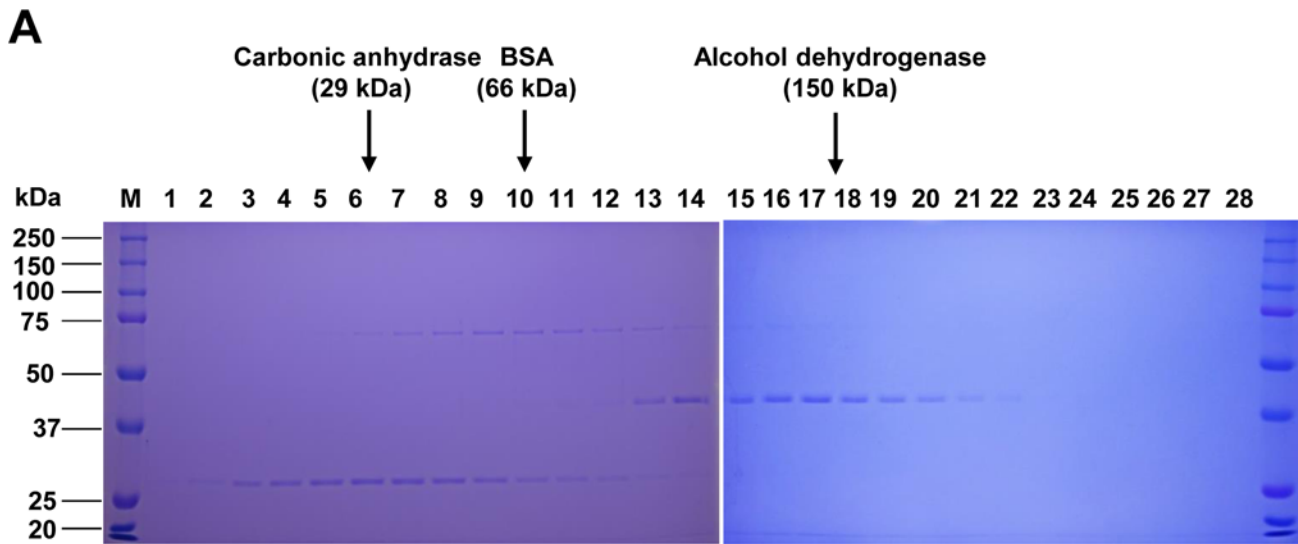 A
Carbonic anhydrase BSA Alcohol dehydrogenase
(29 kDa) (66 kDa) (150 kDa)
kDa M 1 2 3 4 5 6 7 8 9 10 11 12 13 14 15 16 17 18 19 20 21 22 23 24 25 26 27 28
250
150
100
75
50
37
25
20